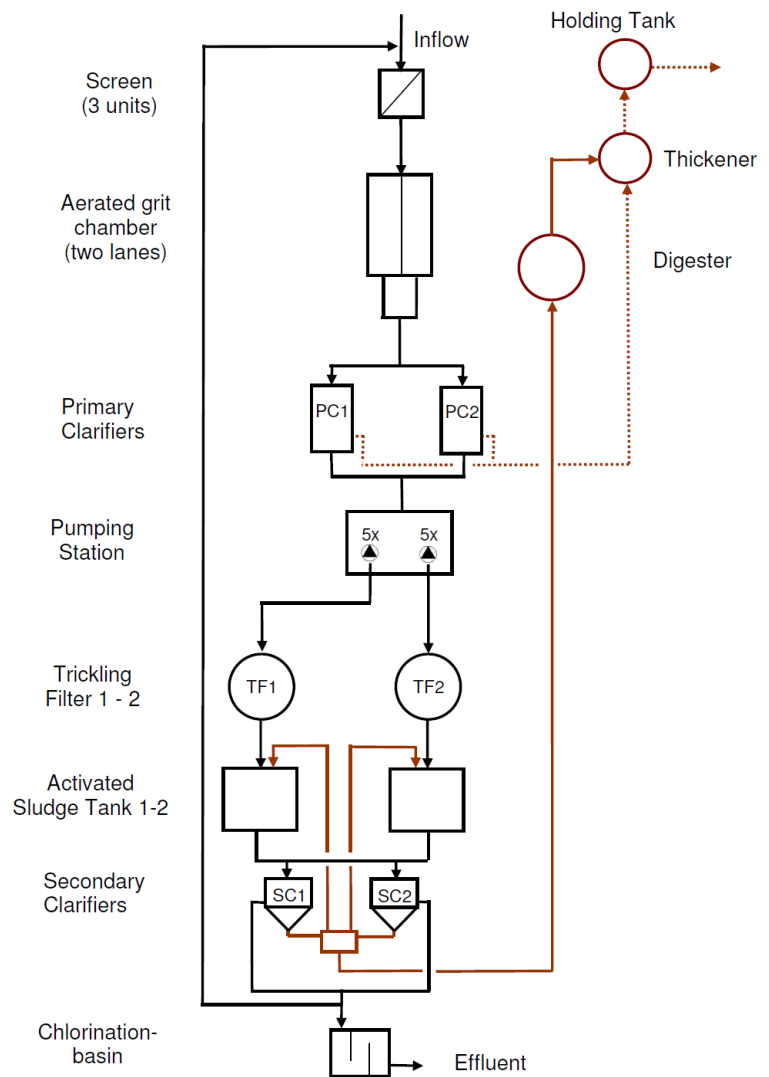 Holding Tank
Inflow
Screen
(3 units)
Thickener
Aerated grit
chamber
(two lanes)
Digester
Primary
Clarifiers
PC1
PC2
Pumping
Station
5x
5x
Trickling
Filter 1 - 2
TF1
TF2
Activated
Sludge Tank 1-2
Secondary
Clarifiers
SC1
SC2
Chlorination-
basin
Effluent